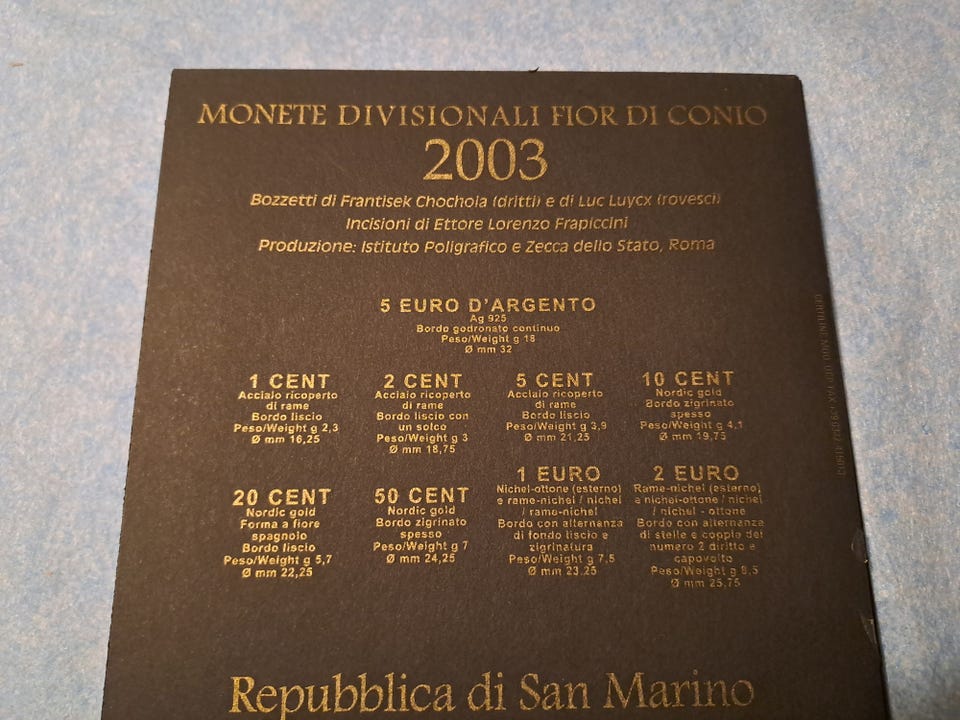 MONETE DIVISIONALI FIOR DI CONIO
2003
Bozzetti di Frantisek Chochola (dritti) e di Luc Luycx (rovesci)
Incisioni di Ettore Lorenzo Frapiccini
Produzione: Istituto Poligrafico e Zecca dello Stato, Roma
5 EURO D'ARGENTO
Ag 925
Bordo godronato continuo
Peso/Weight g 18
Ø mm 32
1 CENT
Acciaio ricoperto
di rame
Bordo liscio
Peso/Weight g 2,3
Ø mm 16,25
2 CENT
Acciaio ricoperto
di rame
Bordo liscio con
un solco
Peso/Weight g 3
Ø mm 18,75
5 CENT
Acciaio ricoperto
di rame
Bordo liscio
Peso/Weight g 3,9
Ø mm 21,25
10 CENT
Nordic gold
Bordo zigrinato
spesso
Peso/Weight g 4,1
Ø mm 19,75
20 CENT
Nordic gold
Forma a fiore
spagnolo
Bordo liscio
Peso/Weight g 5,7
Ø mm 22,25
50 CENT
Nordic gold
Bordo zigrinato
spesso
Peso/Weight g 7
Ø mm 24,25
1 EURO
Nichel-ottone (esterno)
e rame-nichel / nichel
/ rame-nichel
Bordo con alternanza
di fondo liscio e
zigrinatura
Peso/Weight g 7,5
Ø mm 23,25
2 EURO
Rame-nichel (esterno)
e nichel-ottone / nichel
/ nichel - ottone
Bordo con alternanza
di stelle e coppie del
numero 2 diritto e
capovolto
Peso/Weight g 8,5
Ø mm 25,75
Repubblica di San Marino